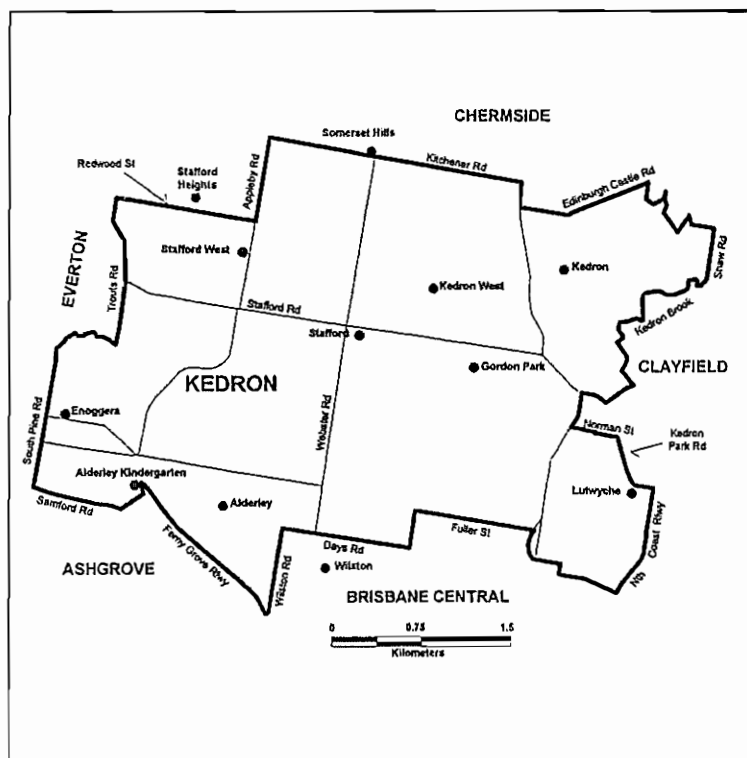 CHERMSIDE
Somerset Hills
Kitchener Rd
Redwood St
Stafford
Heights
Appleby Rd
Edinburgh Castle Rd
EVERTON
Trouts Rd
Stafford West
Kedron West
Kedron
Shaw Rd
Stafford Rd
Kedron Brook
Stafford
Gordon Park
CLAYFIELD
KEDRON
South Pine Rd
Enoggera
Webster Rd
Norman St
Kedron
Park Rd
Alderley Kindergarten
Alderley
Lutwyche
Samford Rd
Ferny Grove Rlwy
Wilston Rd
Days Rd
Fuller St
Nth Coast Rlwy
ASHGROVE
Wilston
BRISBANE CENTRAL
0 0.75 1.5
Kilometers